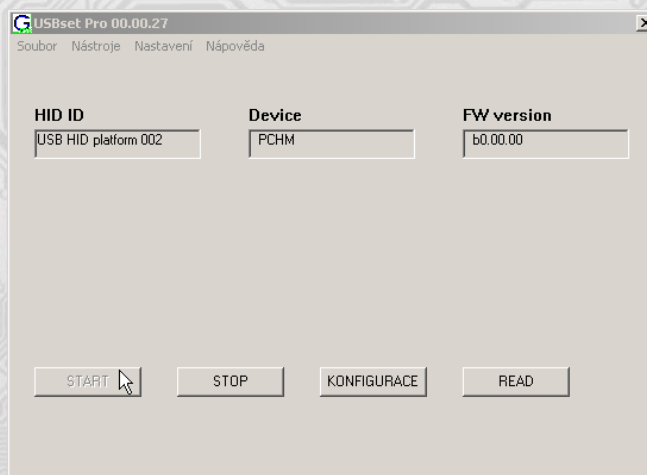 USBset Pro 00.00.27
Soubor Nástroje Nastavení Nápověda
HID ID Device FW version
USB HID platform 002 PCHM b0.00.00
START STOP KONFIGURACE READ